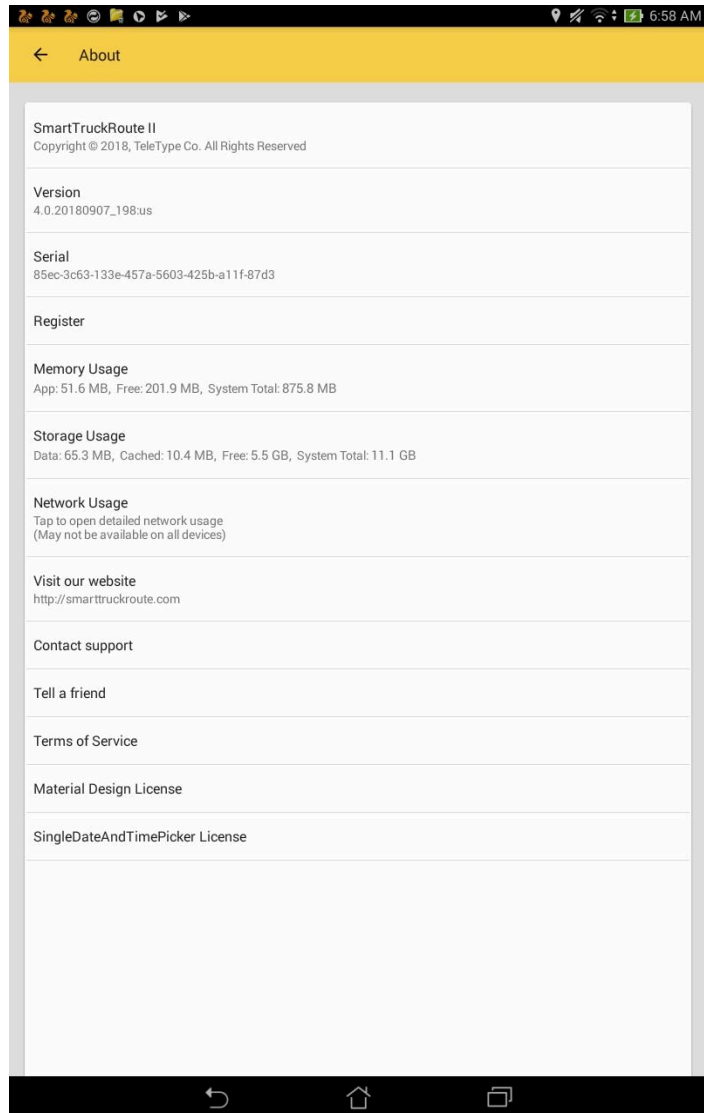 6:58 AM
About
SmartTruckRoute II
Copyright © 2018, TeleType Co. All Rights Reserved
Version
4.0.20180907_198:us
Serial
85ec-3c63-133e-457a-5603-425b-a11f-87d3
Register
Memory Usage
App: 51.6 MB, Free: 201.9 MB, System Total: 875.8 MB
Storage Usage
Data: 65.3 MB, Cached: 10.4 MB, Free: 5.5 GB, System Total: 11.1 GB
Network Usage
Tap to open detailed network usage
(May not be available on all devices)
Visit our website
http://smarttruckroute.com
Contact support
Tell a friend
Terms of Service
Material Design License
SingleDateAndTimePicker License